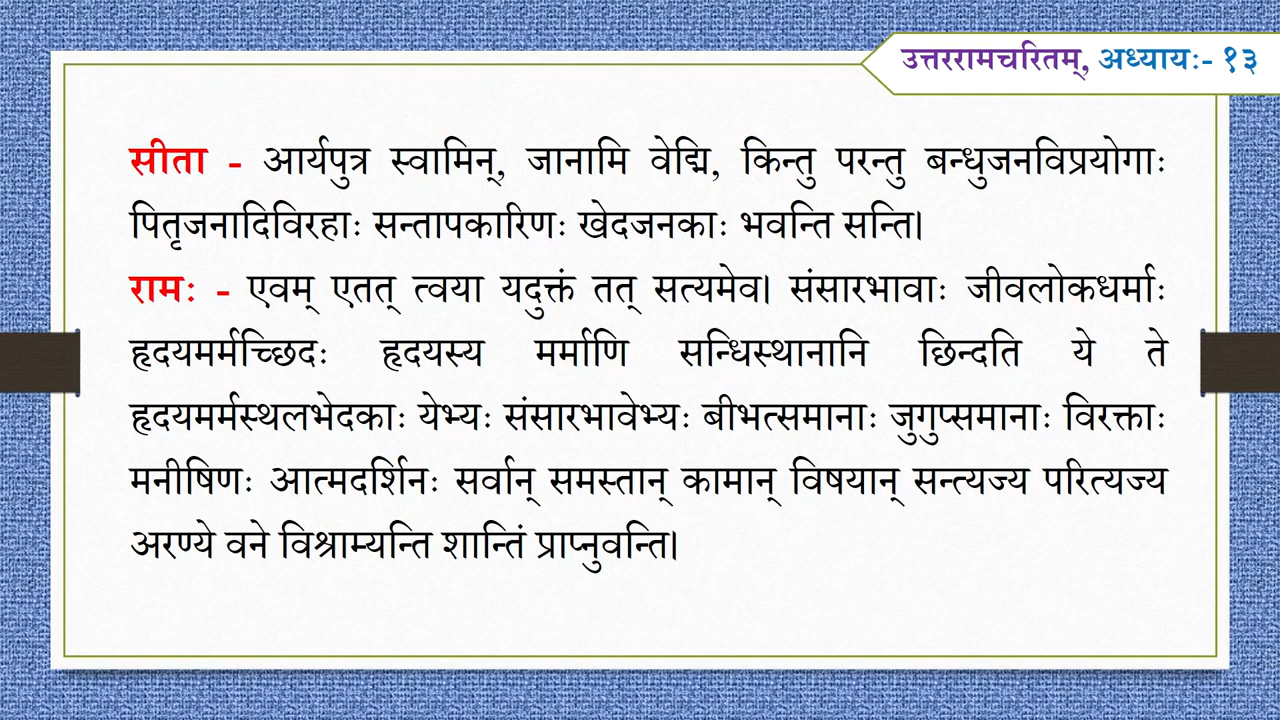 उत्तररामचरितम्, अध्यायः- १३
सीता - आर्यपुत्र स्वामिन्, जानामि वेद्मि, किन्तु परन्तु बन्धुजनविप्रयोगाः
पितृजनादिविरहाः सन्तापकारिणः खेदजनकाः भवन्ति सन्ति।
रामः - एवम् एतत् त्वया यदुक्तं तत् सत्यमेव। संसारभावाः जीवलोकधर्माः
हृदयमर्मच्छिदः हृदयस्य मर्माणि सन्धिस्थानानि छिन्दति ये ते
हृदयमर्मस्थलभेदकाः येभ्यः संसारभावेभ्यः बीभत्समानाः जुगुप्समानाः विरक्ताः
मनीषिणः आत्मदर्शिनः सर्वान् समस्तान् कामान् विषयान् सन्त्यज्य परित्यज्य
अरण्ये वने विश्राम्यन्ति शान्तिं प्राप्नुवन्ति।